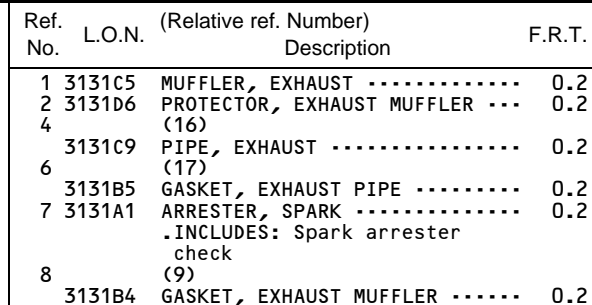 Ref. No. L.O.N. (Relative ref. Number) Description F.R.T.
1 3131C5 MUFFLER, EXHAUST ------------- 0.2
2 3131D6 PROTECTOR, EXHAUST MUFFLER --- 0.2
4 (16)
3131C9 PIPE, EXHAUST ---------------- 0.2
6 (17)
3131B5 GASKET, EXHAUST PIPE --------- 0.2
7 3131A1 ARRESTER, SPARK -------------- 0.2
.INCLUDES: Spark arrester
check
8 (9)
3131B4 GASKET, EXHAUST MUFFLER ------ 0.2